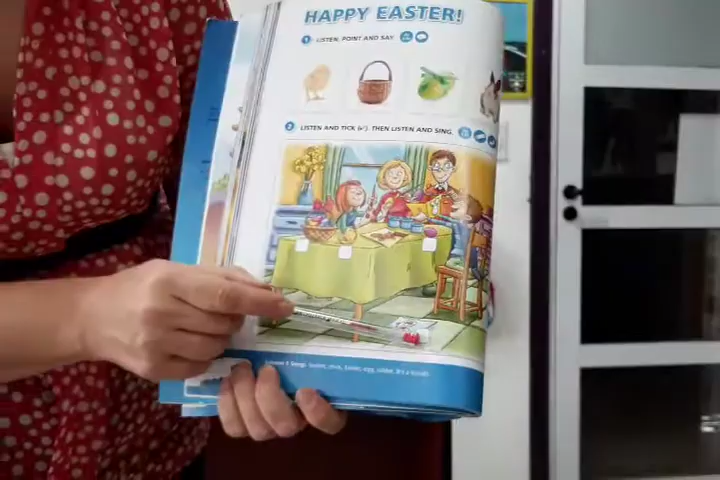 HAPPY EASTER!
1 LISTEN, POINT AND SAY.
2 LISTEN AND TICK (✓). THEN LISTEN AND SING.